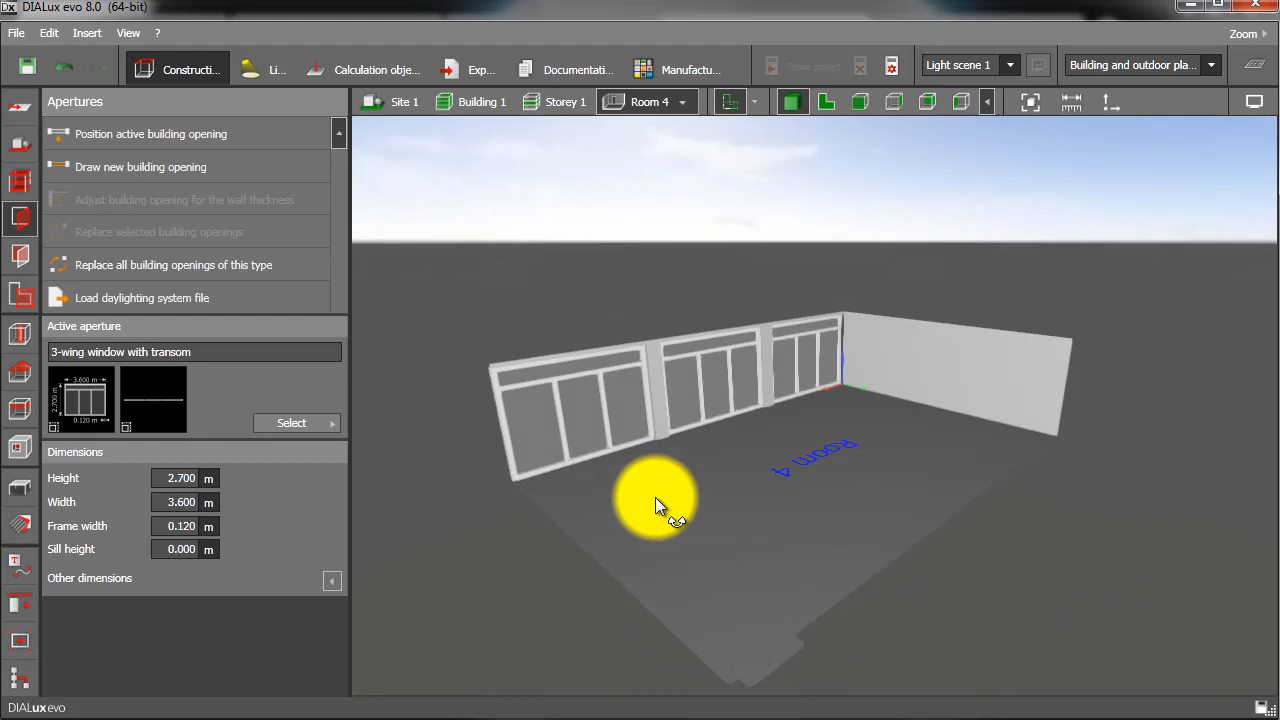 DIALux evo 8.0 (64-bit)
File Edit Insert View ? Zoom
Constructi... Li... Calculation obje... Exp... Documentati... Manufactu... Light scene 1 Building and outdoor pla...
Apertures Site 1 Building 1 Storey 1 Room 4
Position active building opening
Draw new building opening
Adjust building opening for the wall thickness
Replace selected building openings
Replace all building openings of this type
Load daylighting system file
Active aperture
3-wing window with transom
3.600 m
2.700 m
0.120 m
Select
Dimensions
Height 2.700 m
Width 3.600 m
Frame width 0.120 m
Sill height 0.000 m
Other dimensions
Room 4
DIALux evo